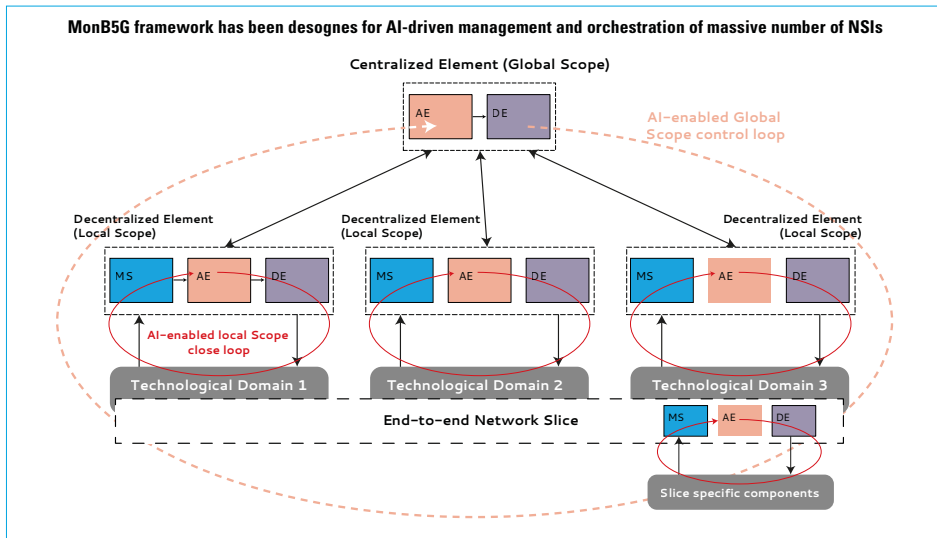 MonB5G framework has been desognes for AI-driven management and orchestration of massive number of NSIs
Centralized Element (Global Scope)
AE
DE
AI-enabled Global
Scope control loop
Decentralized Element
(Local Scope)
Decentralized Element
(Local Scope)
Decentralized Element
(Local Scope)
MS
AE
DE
MS
AE
DE
MS
AE
DE
AI-enabled local Scope
close loop
Technological Domain 1
Technological Domain 2
Technological Domain 3
End-to-end Network Slice
MS
AE
DE
Slice specific components